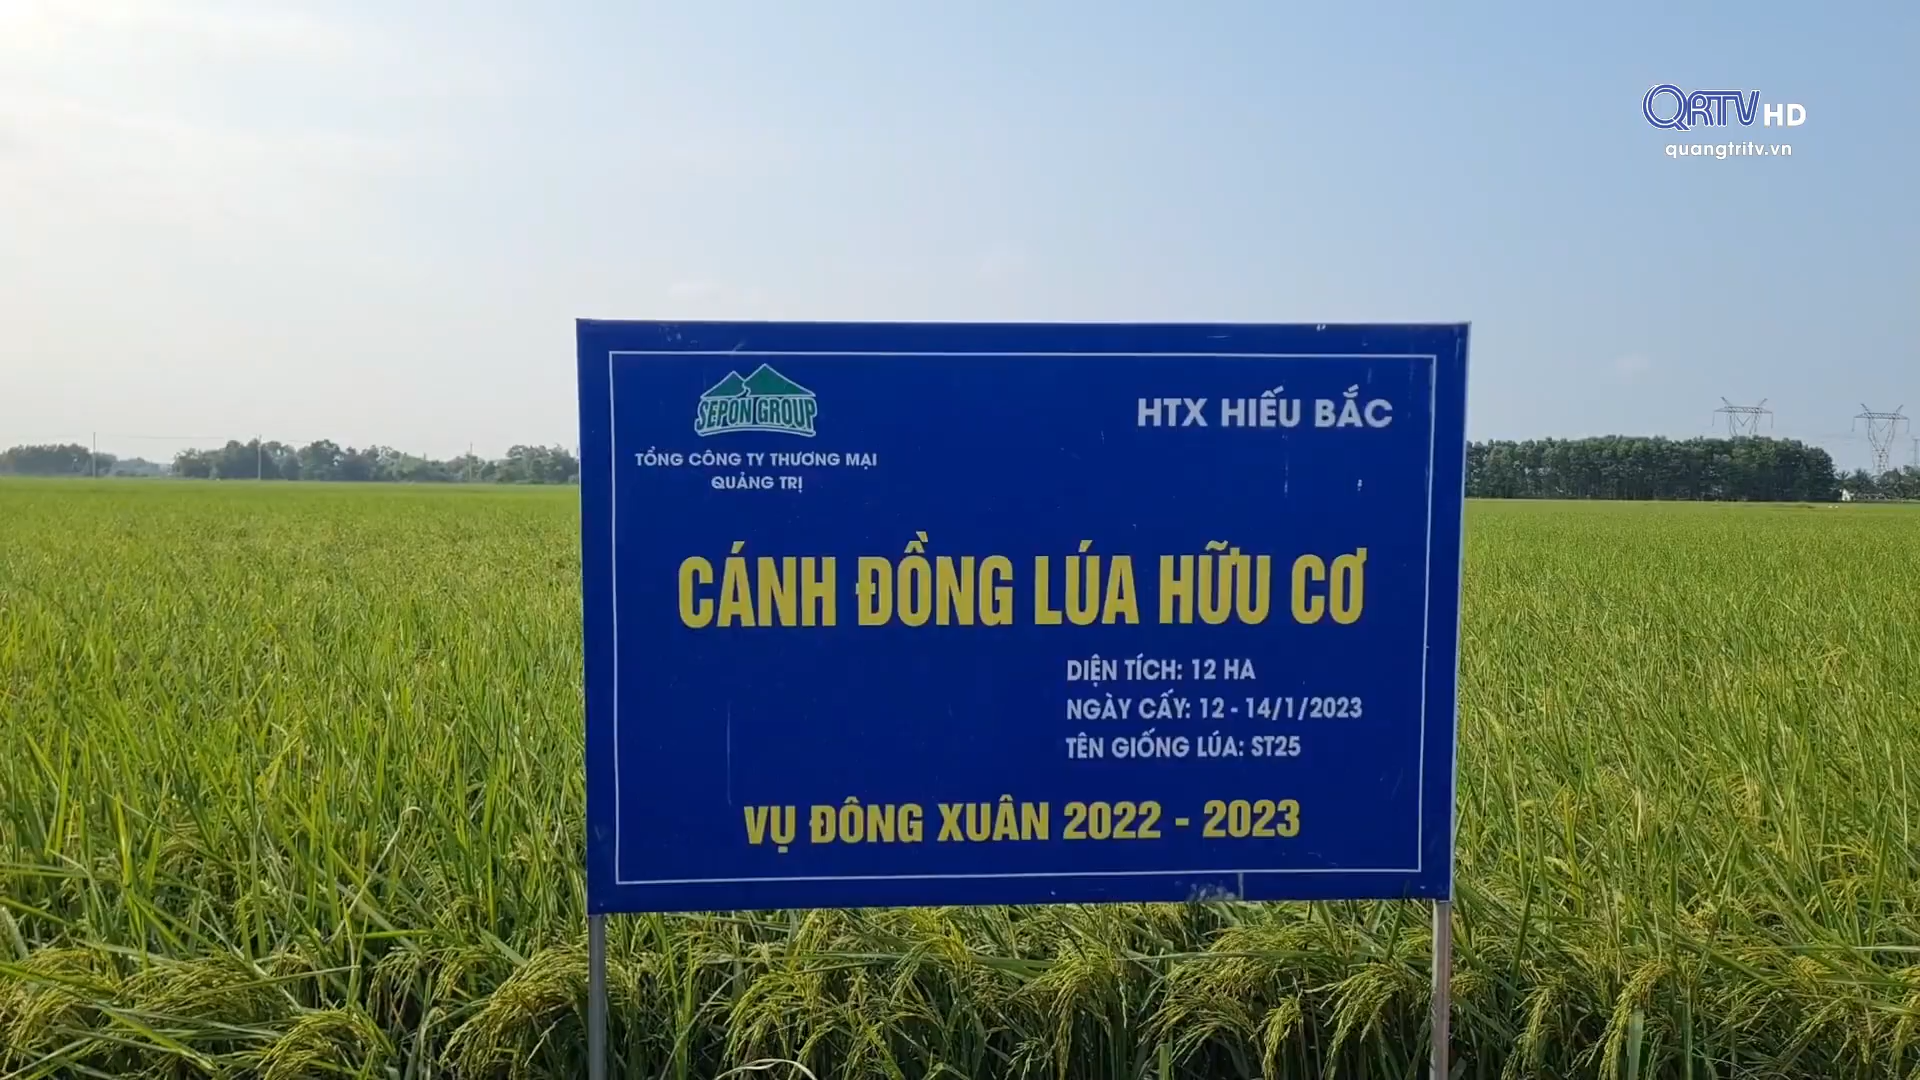 QRTV HD
quangtritv.vn
SEPON GROUP
TỔNG CÔNG TY THƯƠNG MẠI
QUẢNG TRỊ
HTX HIẾU BẮC
CÁNH ĐỒNG LÚA HỮU CƠ
DIỆN TÍCH: 12 HA
NGÀY CẤY: 12 - 14/1/2023
TÊN GIỐNG LÚA: ST25
VỤ ĐÔNG XUÂN 2022 - 2023